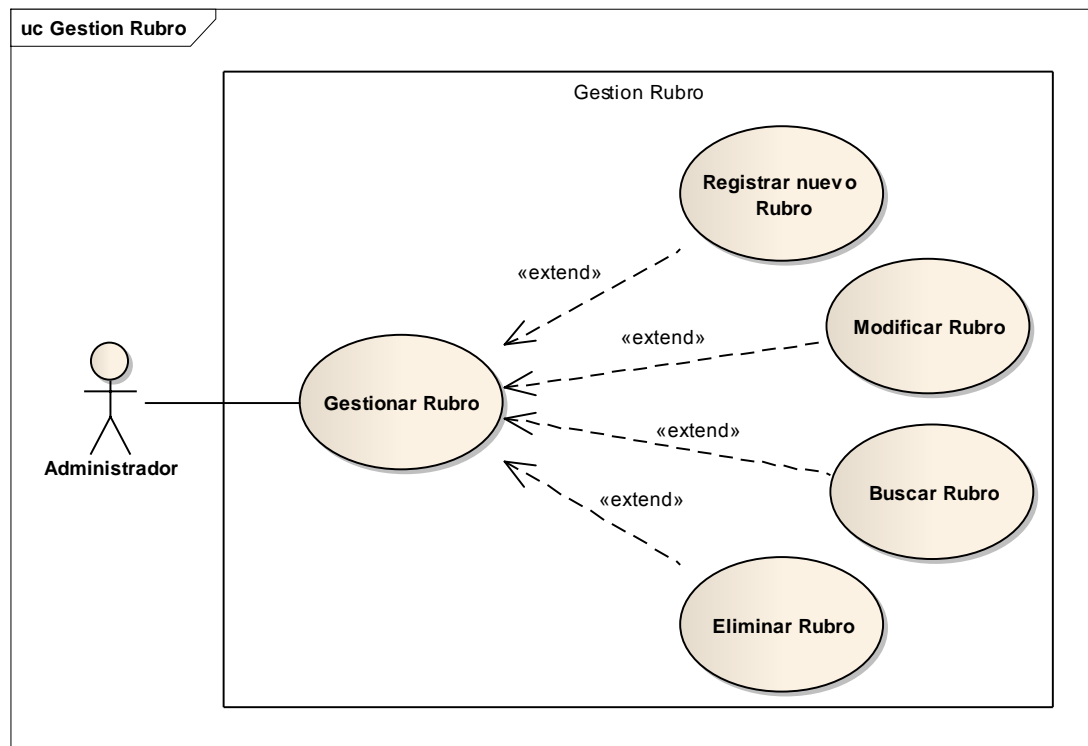 uc Gestion Rubro
Gestion Rubro
Registrar nuevo
Rubro
«extend»
Modificar Rubro
«extend»
Gestionar Rubro
«extend»
Administrador
Buscar Rubro
«extend»
Eliminar Rubro